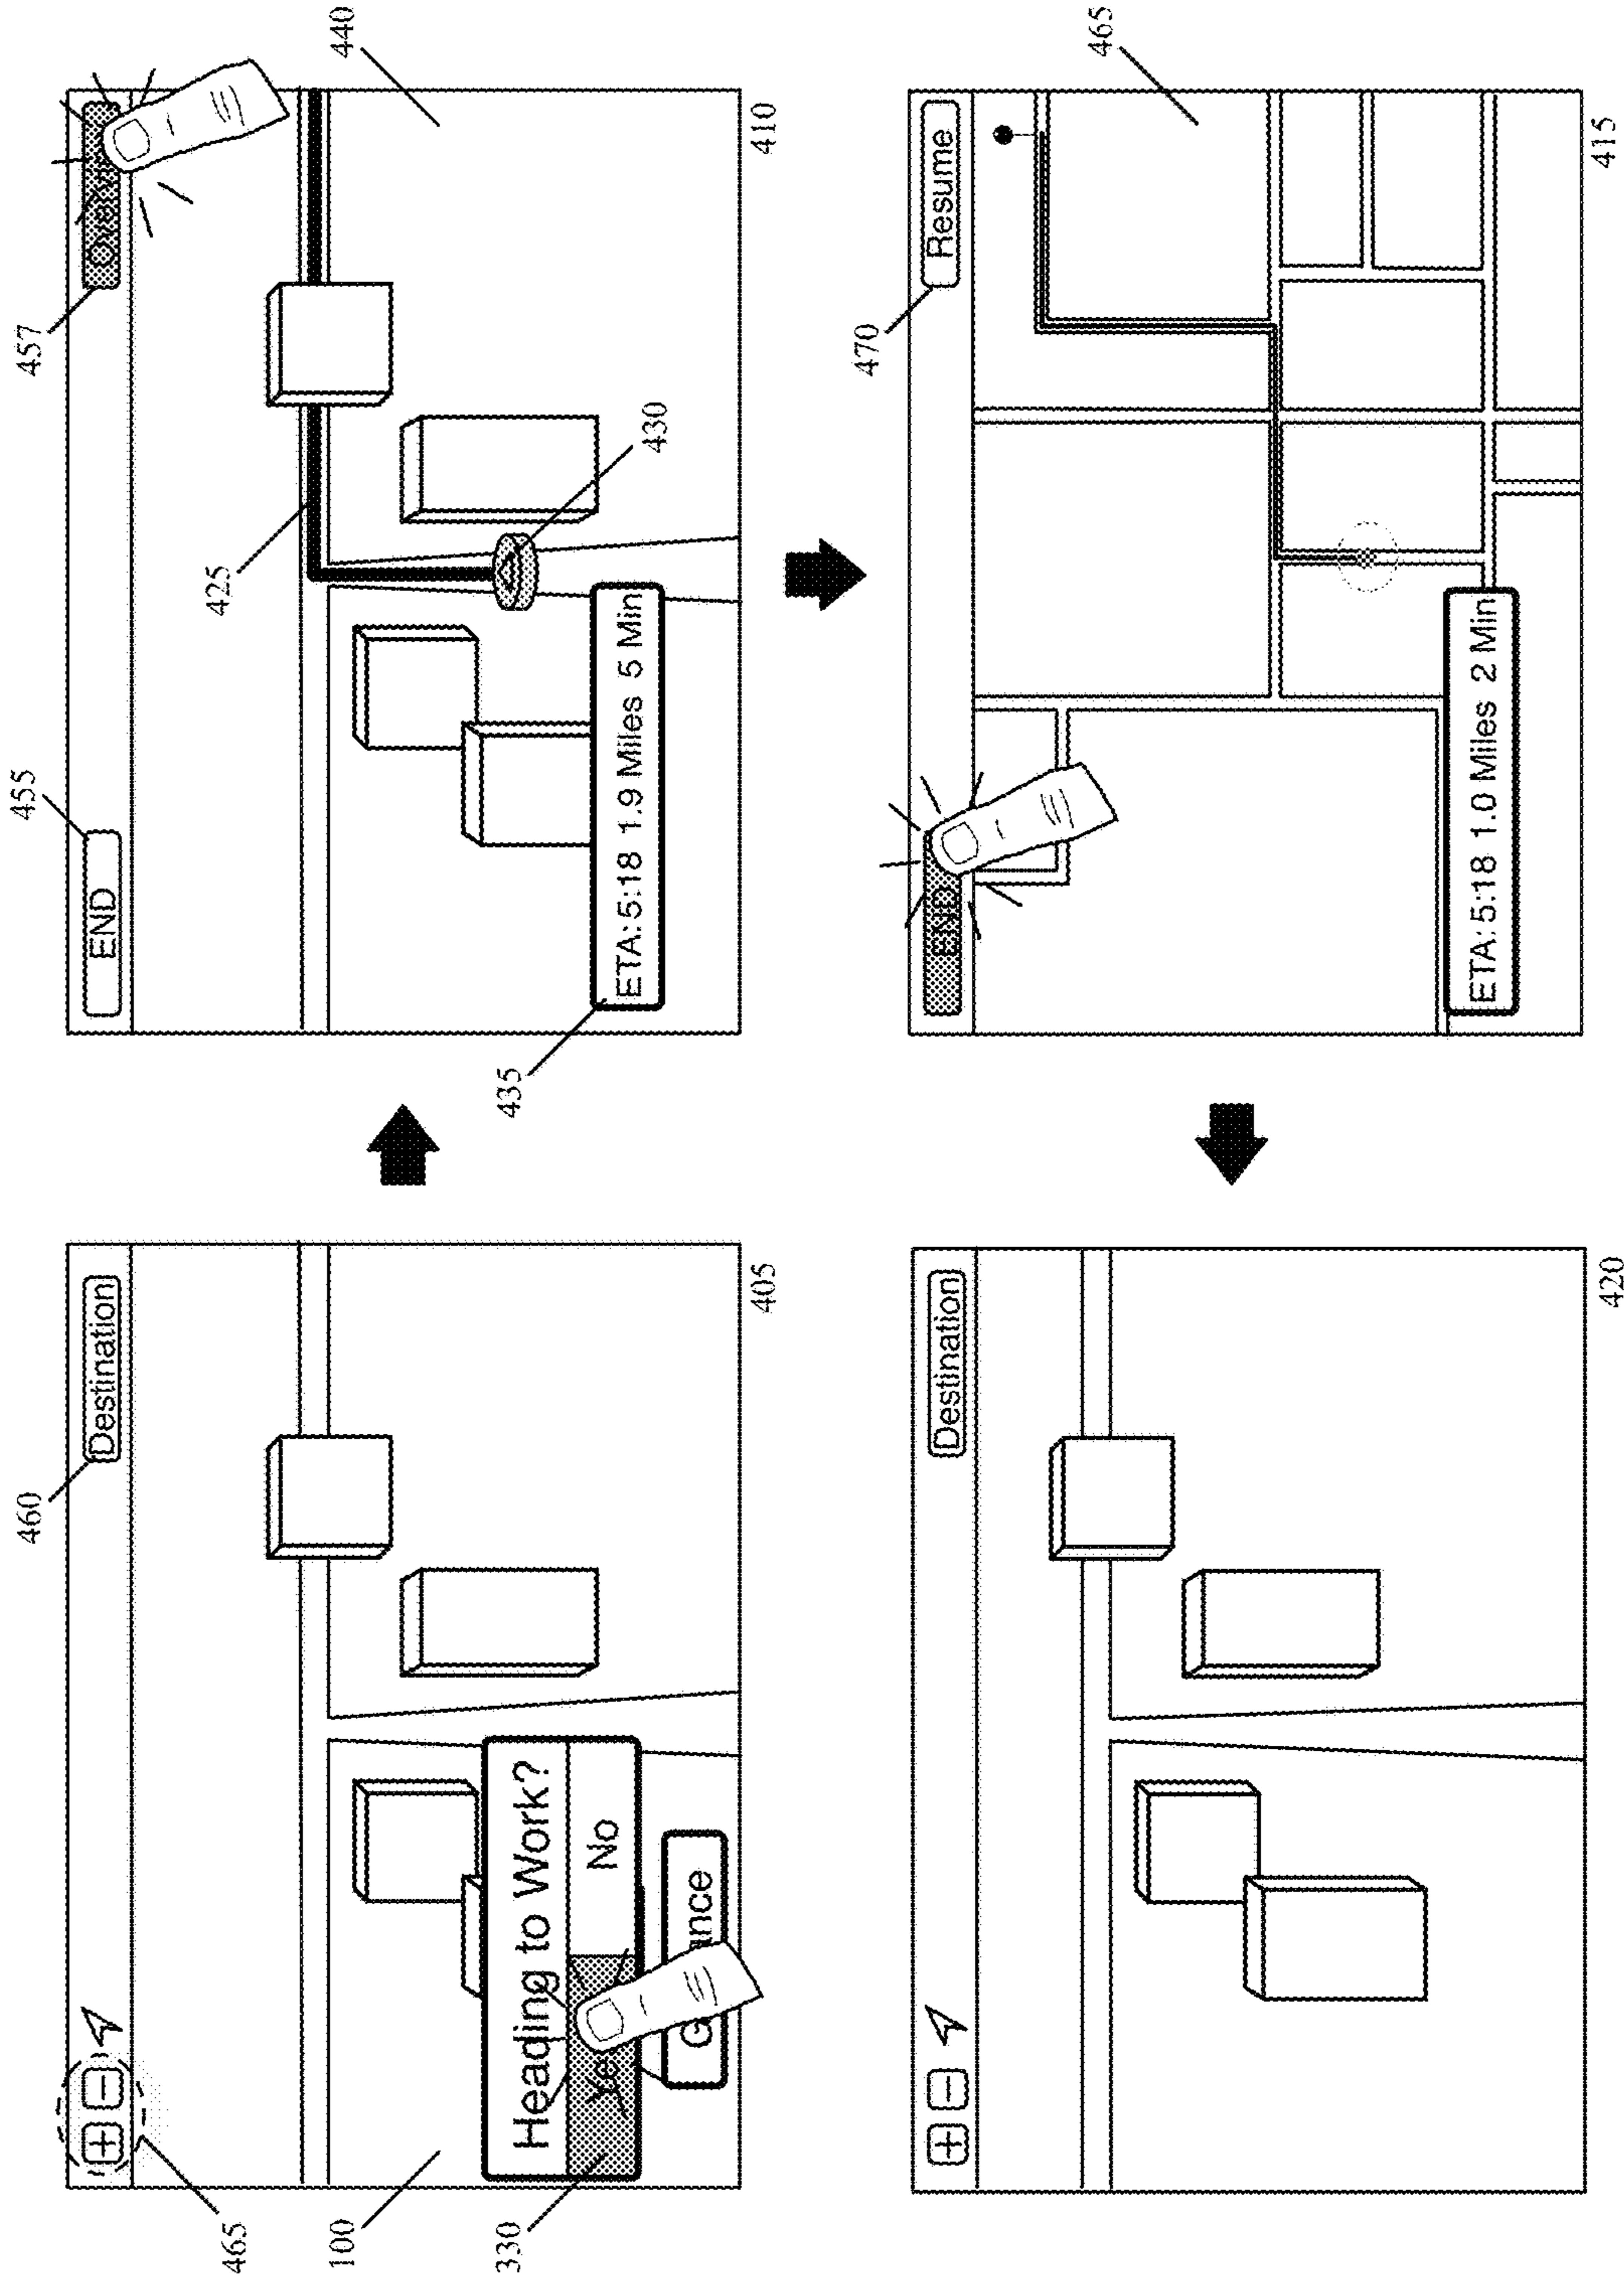 465
460
Destination
100
Heading to Work?
No
330
405
455
457
END
425
440
430
435
ETA: 5:18 1.9 Miles 5 Min
410
Destination
420
470
END
Resume
465
ETA: 5:18 1.0 Miles 2 Min
415